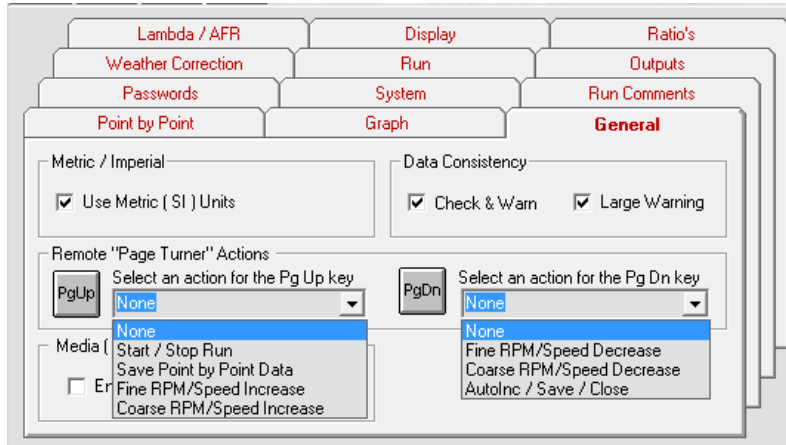 Lambda / AFR Display Ratio's
Weather Correction Run Outputs
Passwords System Run Comments
Point by Point Graph General
Metric / Imperial
Use Metric ( SI ) Units
Data Consistency
Check & Warn Large Warning
Remote "Page Turner" Actions
PgUp
Select an action for the Pg Up key
None
None
Start / Stop Run
Save Point by Point Data
Fine RPM/Speed Increase
Coarse RPM/Speed Increase
PgDn
Select an action for the Pg Dn key
None
None
Fine RPM/Speed Decrease
Coarse RPM/Speed Decrease
AutoInc / Save / Close
Media (